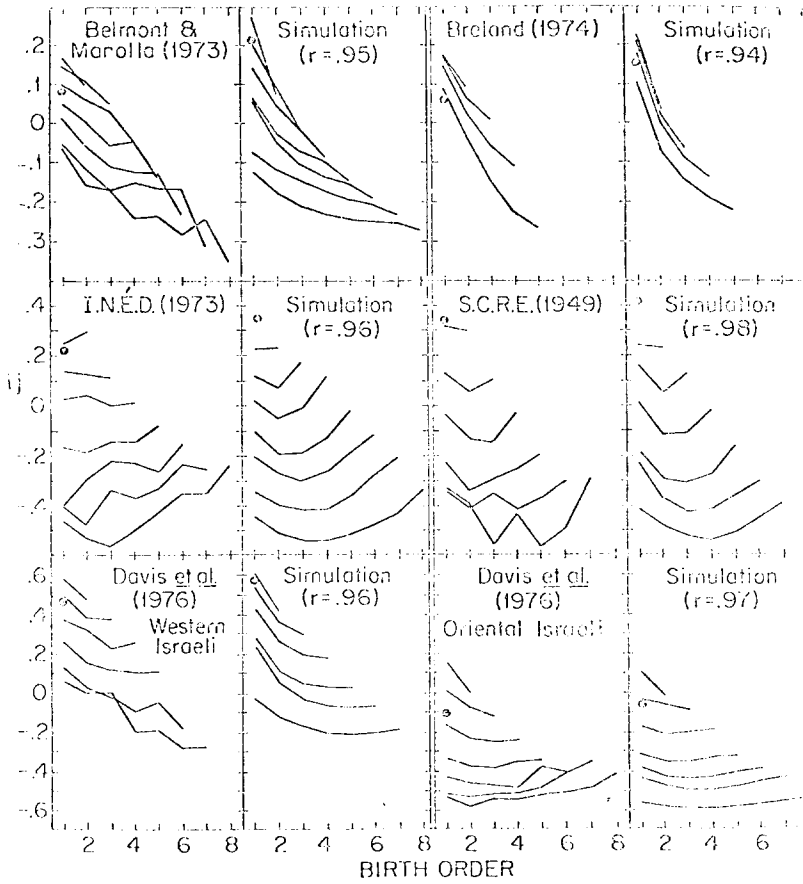 Belmont & Marolla (1973)
Simulation (r=.95)
Breland (1974)
Simulation (r=.94)
.2
.1
0
-.1
-.2
-.3
I.N.É.D. (1973)
Simulation (r=.96)
S.C.R.E. (1949)
Simulation (r=.98)
.4
.2
0
-.2
-.4
Davis et al. (1976)
Western Israeli
Simulation (r=.96)
Davis et al. (1976)
Oriental Israeli
Simulation (r=.97)
.6
.4
.2
0
-.2
-.4
-.6
2 4 6 8 2 4 6 8 2 4 6 8 2 4 6
BIRTH ORDER